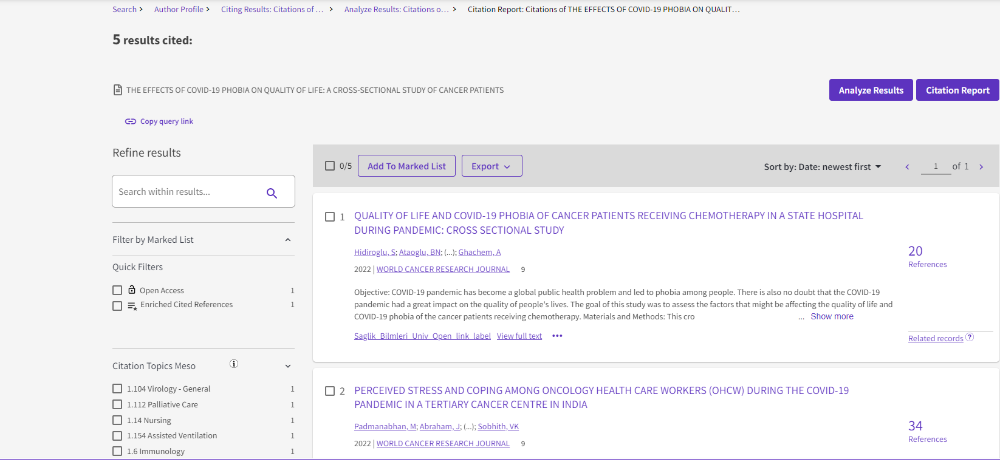 Search > Author Profile > Citing Results: Citations of ... > Analyze Results: Citations o... > Citation Report: Citations of THE EFFECTS OF COVID-19 PHOBIA ON QUALIT...
5 results cited:
THE EFFECTS OF COVID-19 PHOBIA ON QUALITY OF LIFE: A CROSS-SECTIONAL STUDY OF CANCER PATIENTS
Analyze Results
Citation Report
Copy query link
Refine results
Search within results...
Filter by Marked List
Quick Filters
Open Access 1
Enriched Cited References 1
Citation Topics Meso
1.104 Virology - General 1
1.112 Palliative Care 1
1.14 Nursing 1
1.154 Assisted Ventilation 1
1.6 Immunology 1
0/5 Add To Marked List Export Sort by: Date: newest first < 1 of 1 >
1 QUALITY OF LIFE AND COVID-19 PHOBIA OF CANCER PATIENTS RECEIVING CHEMOTHERAPY IN A STATE HOSPITAL
DURING PANDEMIC: CROSS SECTIONAL STUDY
Hidiroglu, S; Ataoglu, BN; (...); Ghachem, A
2022 | WORLD CANCER RESEARCH JOURNAL 9
Objective: COVID-19 pandemic has become a global public health problem and led to phobia among people. There is also no doubt that the COVID-19
pandemic had a great impact on the quality of people's lives. The goal of this study was to assess the factors that might be affecting the quality of life and
COVID-19 phobia of the cancer patients receiving chemotherapy. Materials and Methods: This cro ... Show more
Saglik_Bilmleri_Univ_Open_link_label View full text •••
20
References
Related records ?
2 PERCEIVED STRESS AND COPING AMONG ONCOLOGY HEALTH CARE WORKERS (OHCW) DURING THE COVID-19
PANDEMIC IN A TERTIARY CANCER CENTRE IN INDIA
Padmanabhan, M; Abraham, J; (...); Sobhith, VK
2022 | WORLD CANCER RESEARCH JOURNAL 9
34
References